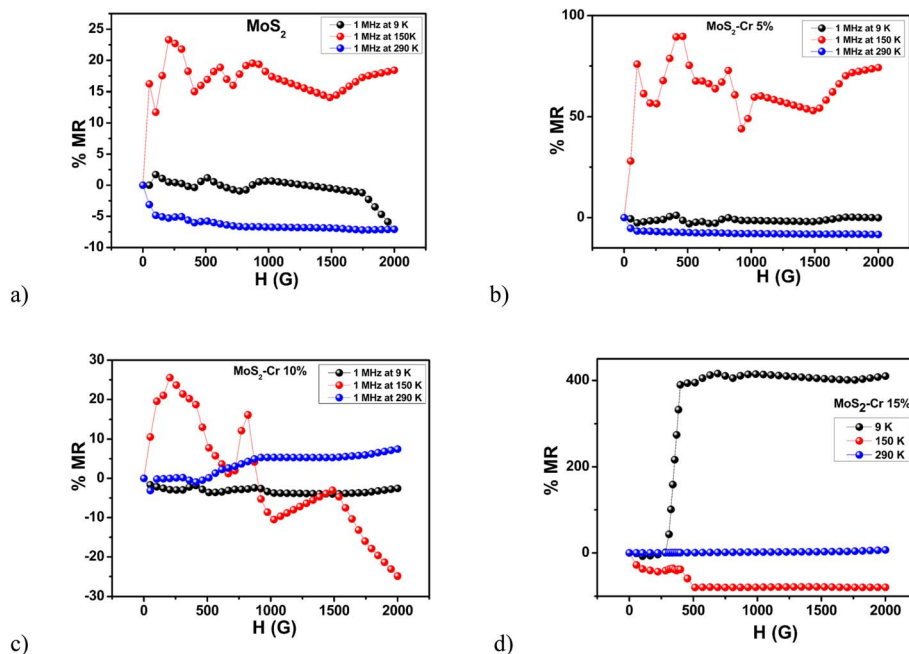 MoS2
1 MHz at 9 K
1 MHz at 150K
1 MHz at 290 K
% MR
25
20
15
10
5
0
-5
-10
0 500 1000 1500 2000
H (G)
a)
MoS2-Cr 5%
1 MHz at 9 K
1 MHz at 150 K
1 MHz at 290 K
% MR
100
50
0
0 500 1000 1500 2000
H (G)
b)
MoS2-Cr 10%
1 MHz at 9 K
1 MHz at 150 K
1 MHz at 290 K
% MR
30
20
10
0
-10
-20
-30
0 500 1000 1500 2000
H (G)
c)
MoS2-Cr 15%
9 K
150 K
290 K
% MR
400
200
0
0 500 1000 1500 2000
H (G)
d)